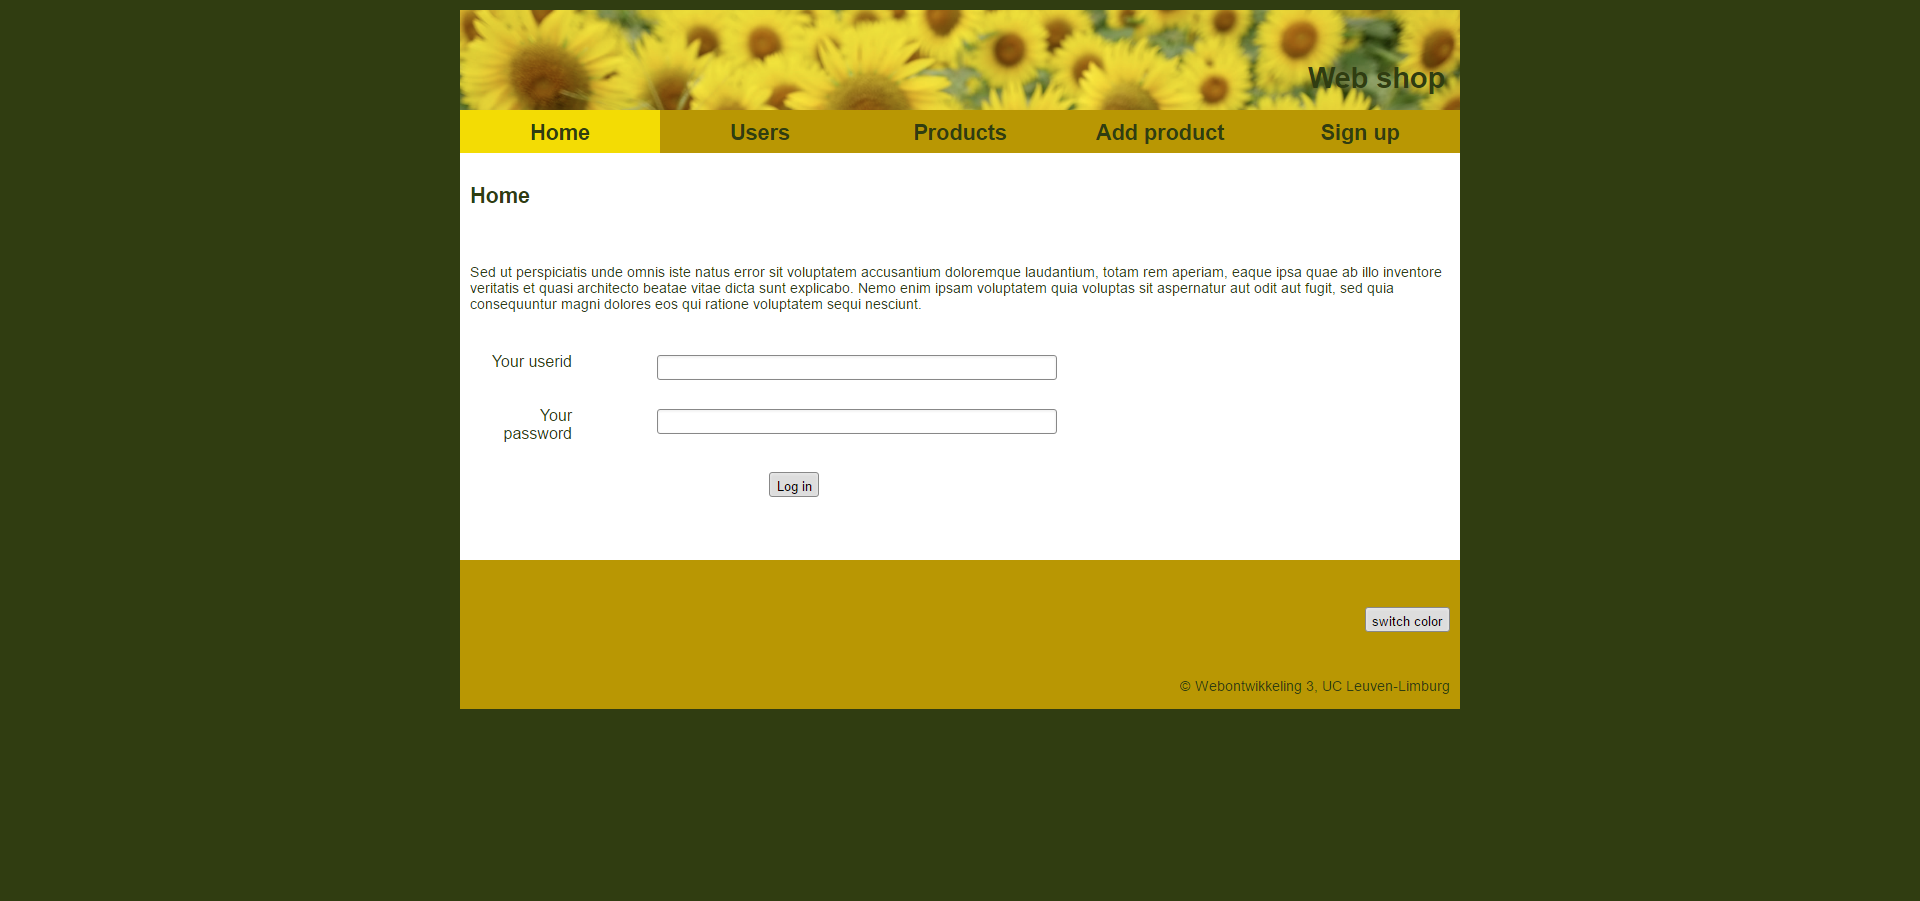 Web shop
Home Users Products Add product Sign up
Home
Sed ut perspiciatis unde omnis iste natus error sit voluptatem accusantium doloremque laudantium, totam rem aperiam, eaque ipsa quae ab illo inventore
veritatis et quasi architecto beatae vitae dicta sunt explicabo. Nemo enim ipsam voluptatem quia voluptas sit aspernatur aut odit aut fugit, sed quia
consequuntur magni dolores eos qui ratione voluptatem sequi nesciunt.
Your userid
Your
password
Log in
switch color
© Webontwikkeling 3, UC Leuven-Limburg